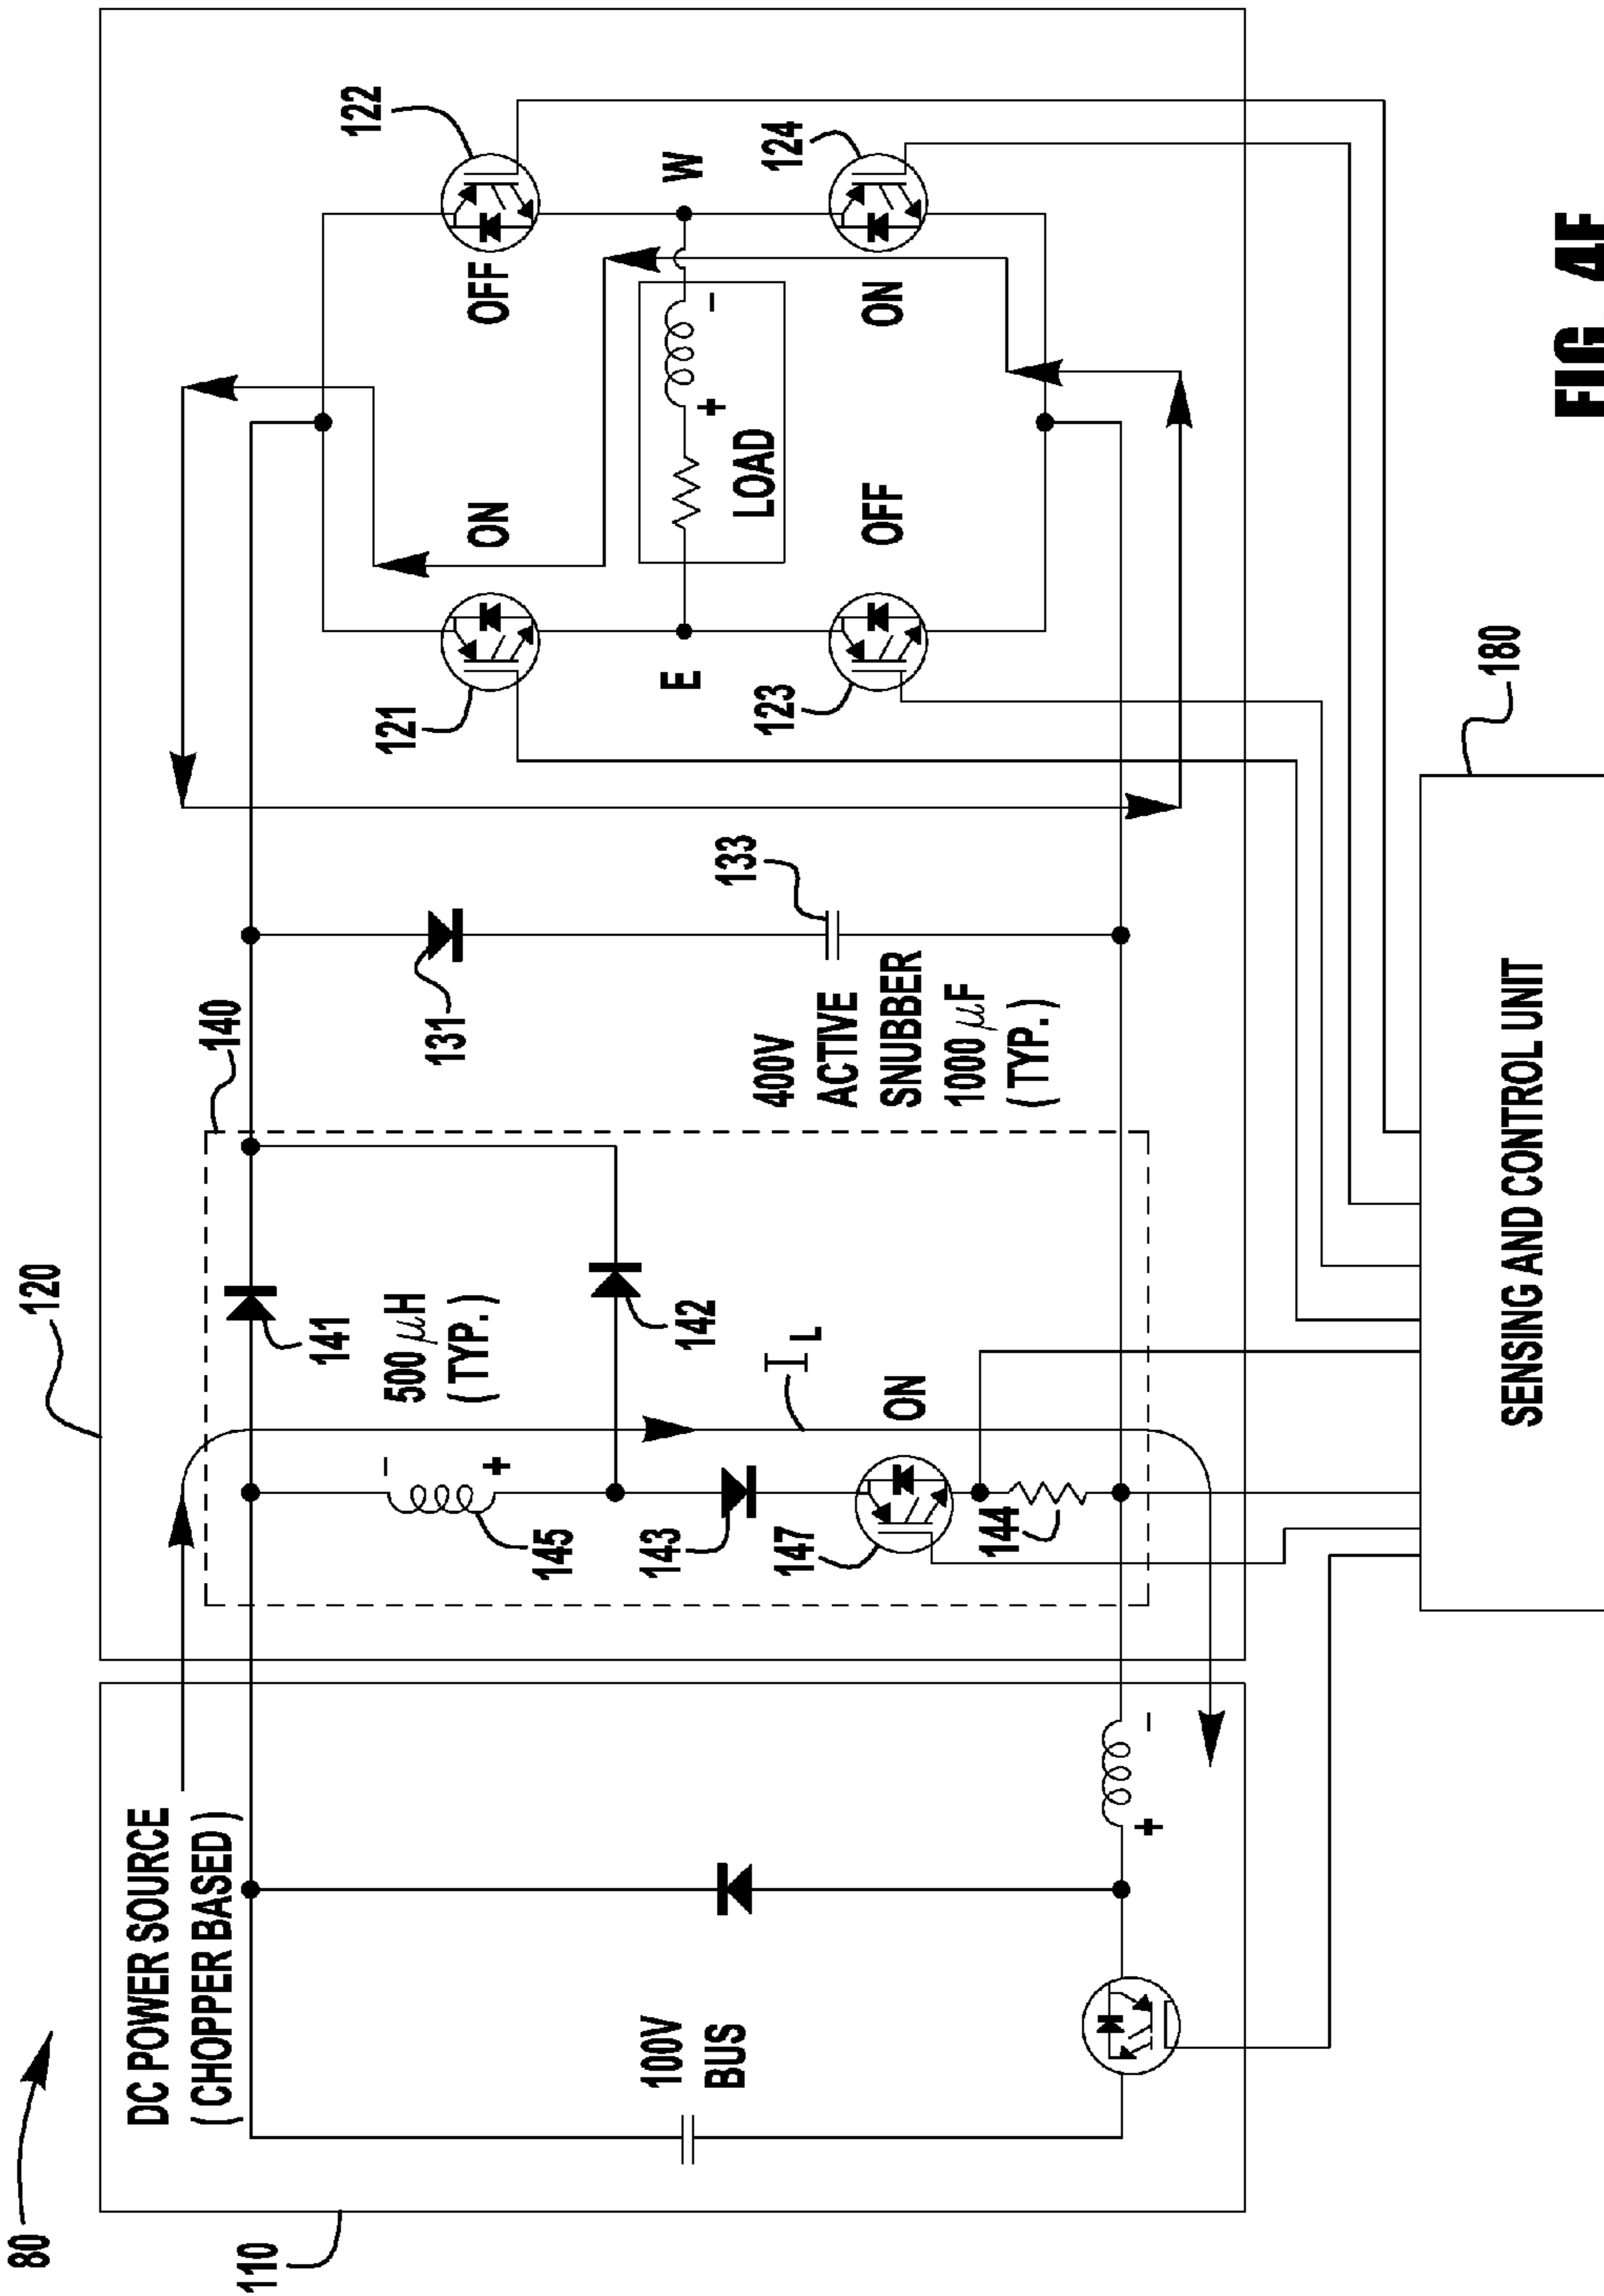 80
110
DC POWER SOURCE
( CHOPPER BASED )
100V
BUS
+
-
120
140
141
500 μH
( TYP. )
-
+
145
142
143
I L
ON
147
144
131
133
400V
ACTIVE
SNUBBER
1000 μF
( TYP. )
121
ON
122
OFF
E
W
+
-
LOAD
123
OFF
124
ON
180
SENSING AND CONTROL UNIT